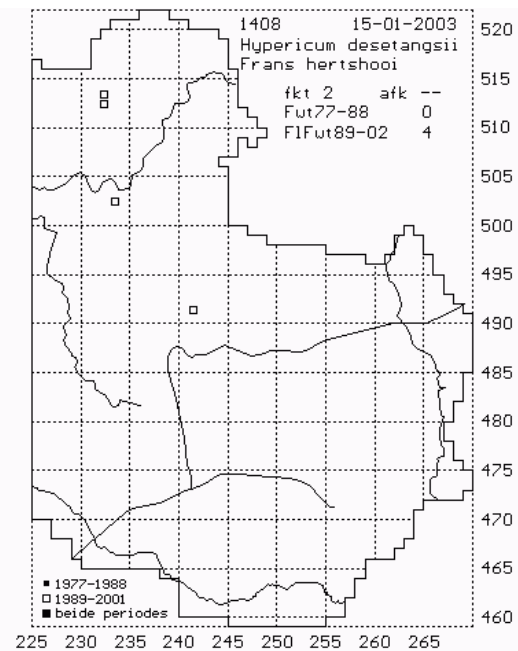 1408 15-01-2003
Hypericum desetangsii
Frans hertshooi
fkt 2 afk --
Fwt77-88 0
FlFwt89-02 4
520
515
510
505
500
495
490
485
480
475
470
465
460
1977-1988
1989-2001
beide periodes
225 230 235 240 245 250 255 260 265